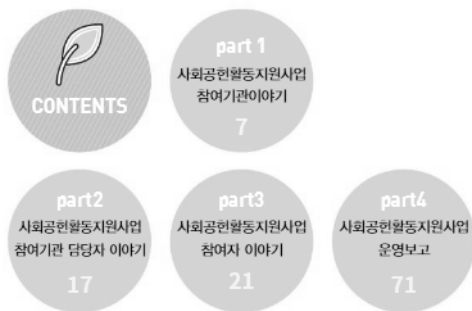 CONTENTS
part 1
사회공헌활동지원사업
참여기관이야기
7
part2
사회공헌활동지원사업
참여기관 담당자 이야기
17
part3
사회공헌활동지원사업
참여자 이야기
21
part4
사회공헌활동지원사업
운영보고
71